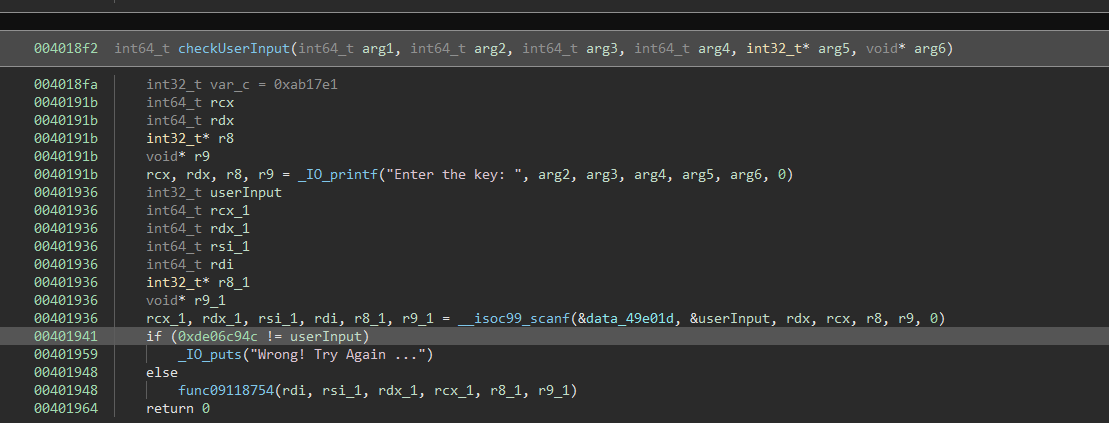 004018f2 int64_t checkUserInput(int64_t arg1, int64_t arg2, int64_t arg3, int64_t arg4, int32_t* arg5, void* arg6)
004018fa int32_t var_c = 0xab17e1
0040191b int64_t rcx
0040191b int64_t rdx
0040191b int32_t* r8
0040191b void* r9
0040191b rcx, rdx, r8, r9 = _IO_printf("Enter the key: ", arg2, arg3, arg4, arg5, arg6, 0)
00401936 int32_t userInput
00401936 int64_t rcx_1
00401936 int64_t rdx_1
00401936 int64_t rsi_1
00401936 int64_t rdi
00401936 int32_t* r8_1
00401936 void* r9_1
00401936 rcx_1, rdx_1, rsi_1, rdi, r8_1, r9_1 = __isoc99_scanf(&data_49e01d, &userInput, rdx, rcx, r8, r9, 0)
00401941 if (0xde06c94c != userInput)
00401959 _IO_puts("Wrong! Try Again ...")
00401948 else
00401948 func09118754(rdi, rsi_1, rdx_1, rcx_1, r8_1, r9_1)
00401964 return 0